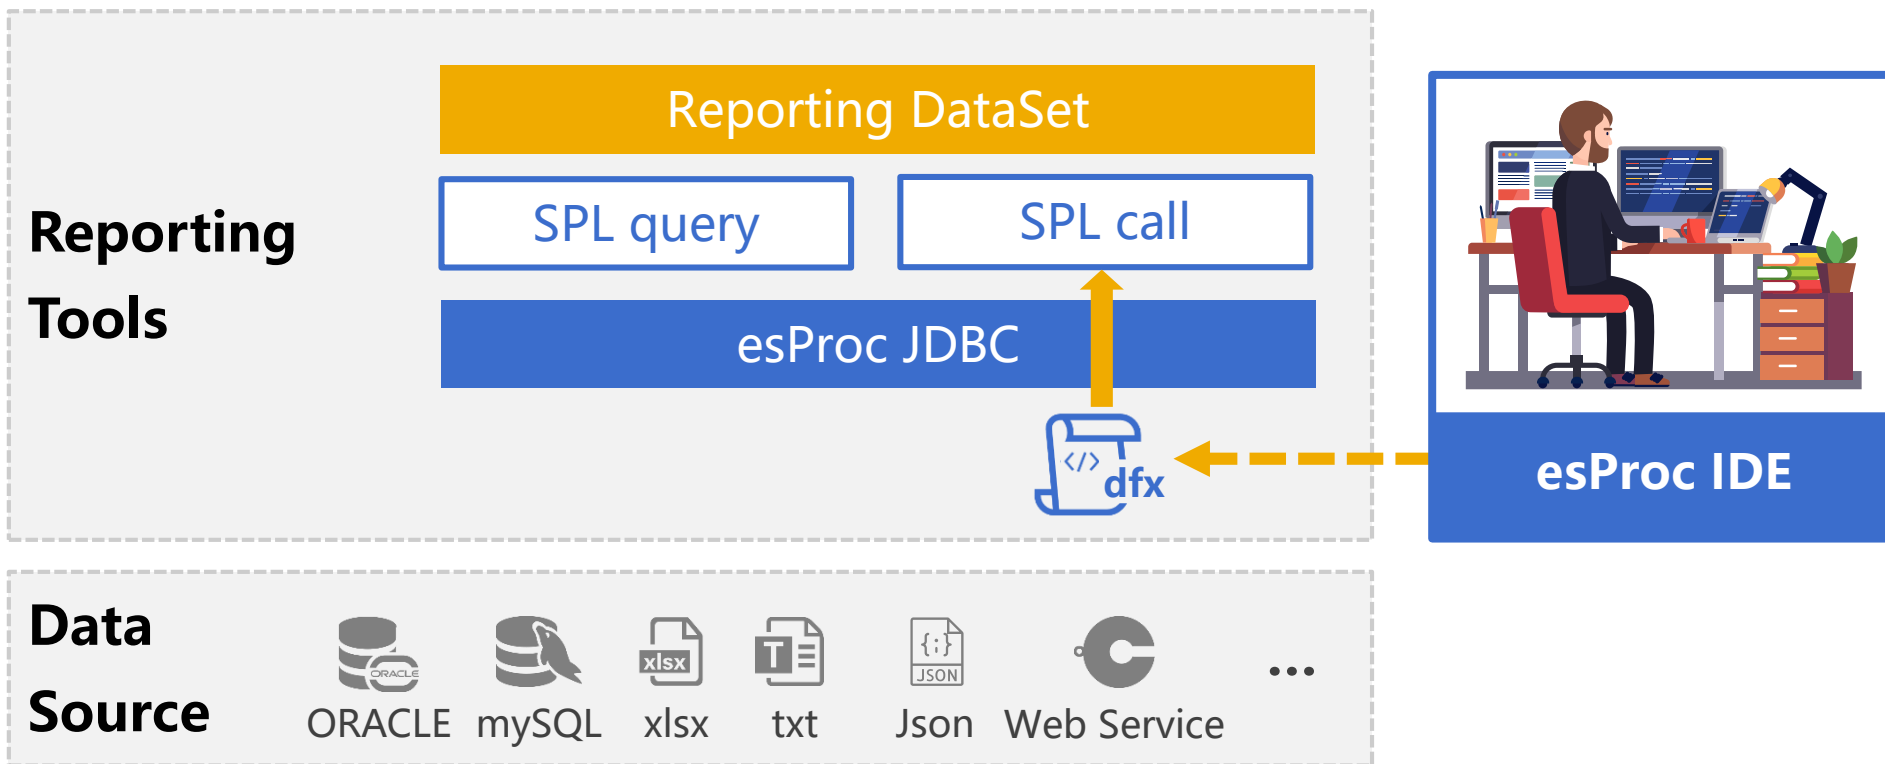 Reporting DataSet
SPL query
SPL call
Reporting
Tools
esProc JDBC
</>
dfx
esProc IDE
Data
Source
ORACLE
xlsx
T
{;}
JSON
C
...
ORACLE
mySQL
xlsx
txt
Json
Web Service